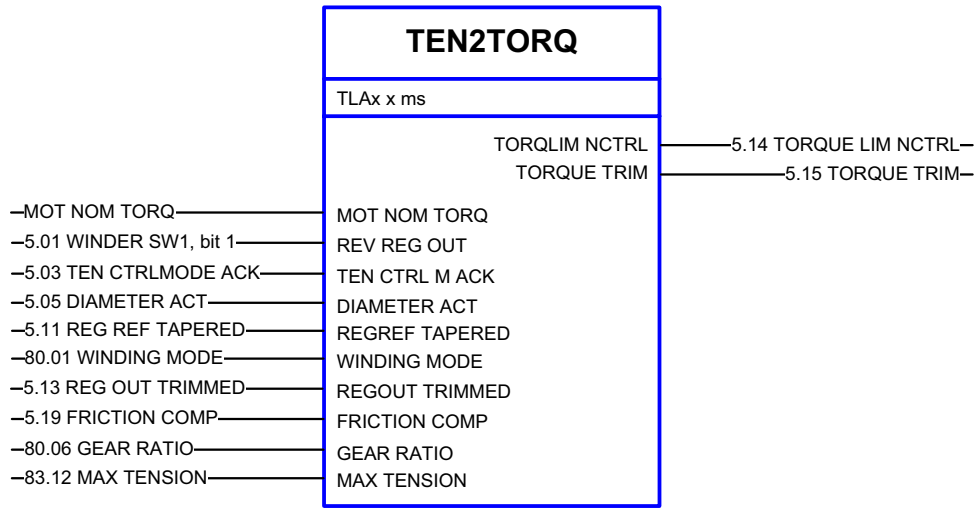 TEN2TORQ
TLAx x ms
TORQLIM NCTRL 5.14 TORQUE LIM NCTRL
TORQUE TRIM 5.15 TORQUE TRIM
MOT NOM TORQ MOT NOM TORQ
5.01 WINDER SW1, bit 1 REV REG OUT
5.03 TEN CTRLMODE ACK TEN CTRL M ACK
5.05 DIAMETER ACT DIAMETER ACT
5.11 REG REF TAPERED REGREF TAPERED
80.01 WINDING MODE WINDING MODE
5.13 REG OUT TRIMMED REGOUT TRIMMED
5.19 FRICTION COMP FRICTION COMP
80.06 GEAR RATIO GEAR RATIO
83.12 MAX TENSION MAX TENSION